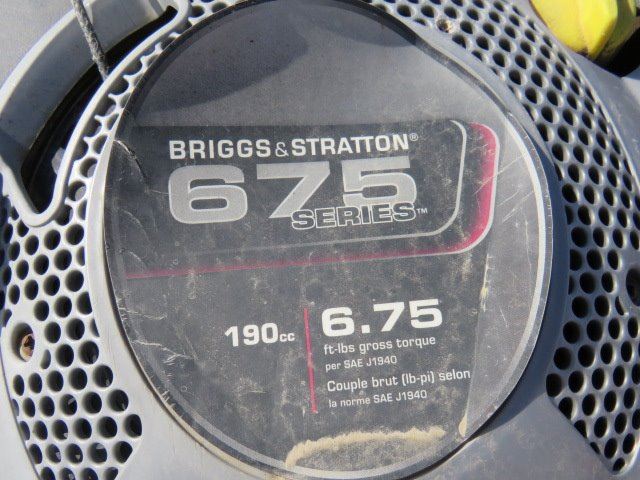 BRIGGS & STRATTON®
675
SERIES™
190cc
6.75
ft-lbs gross torque
per SAE J1940
Couple brut (lb-pi) selon
la norme SAE J1940